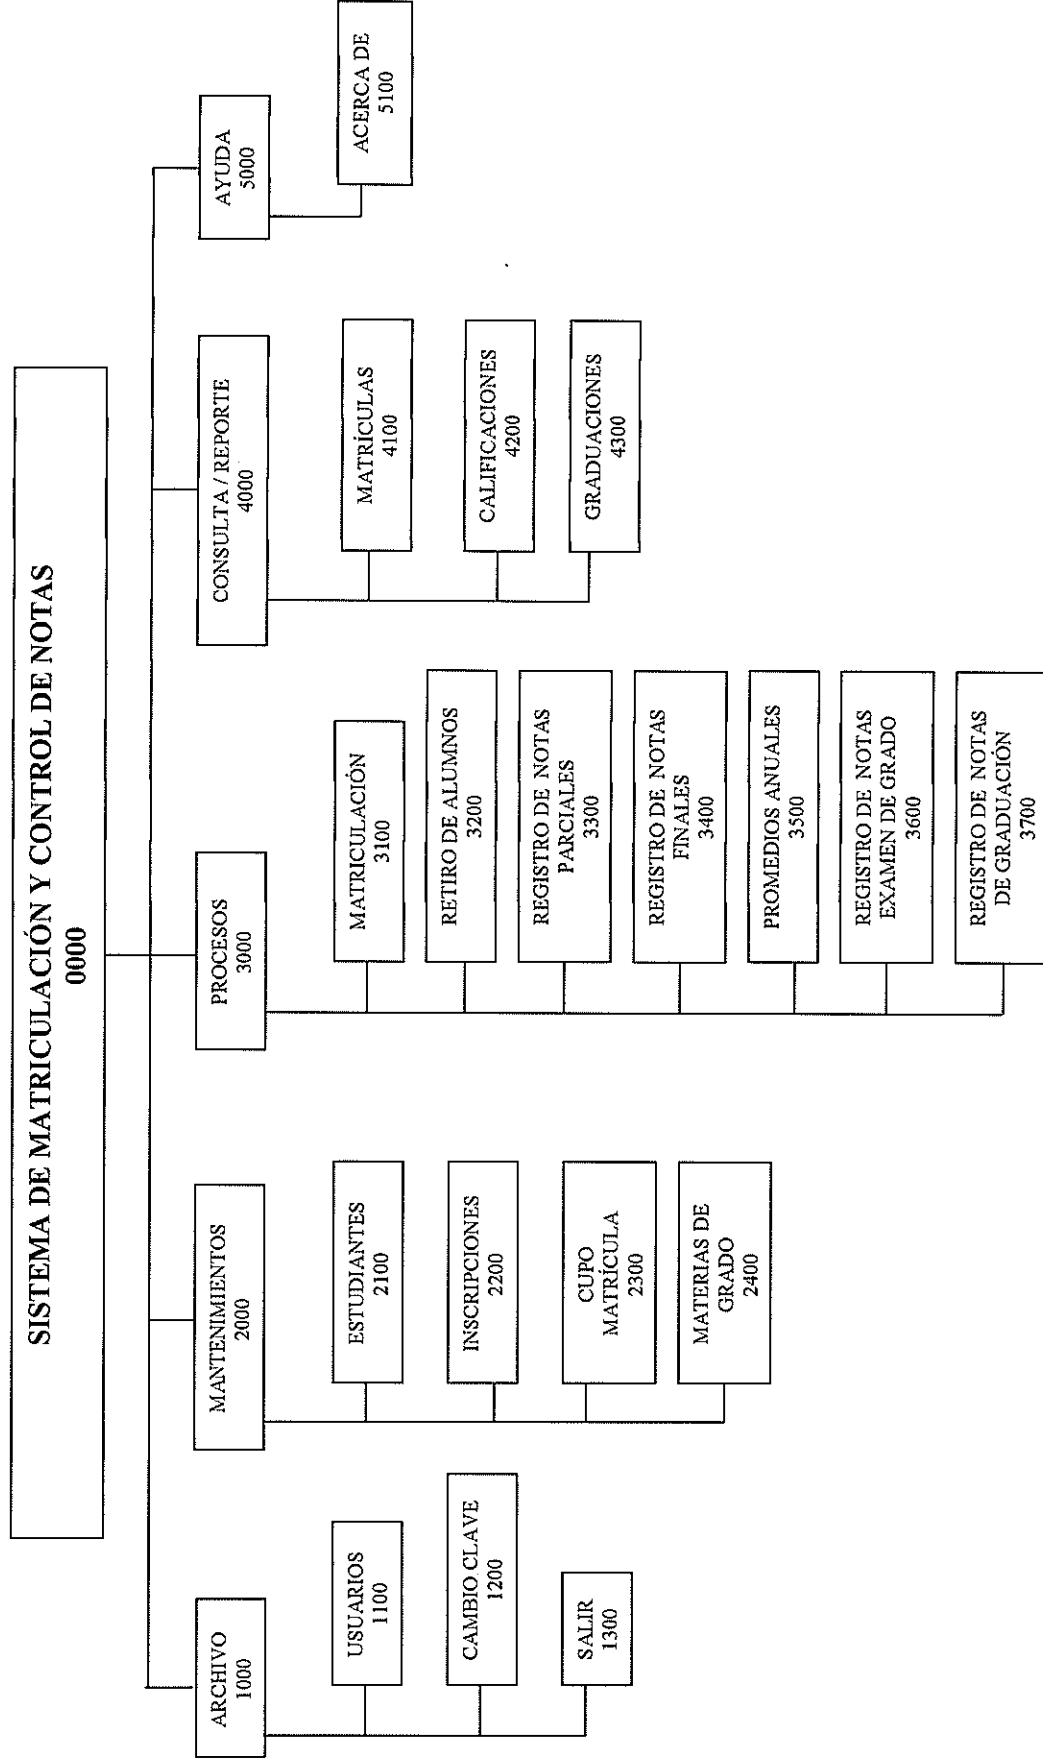 SISTEMA DE MATRICULACIÓN Y CONTROL DE NOTAS
0000
ARCHIVO
1000
USUARIOS
1100
CAMBIO CLAVE
1200
SALIR
1300
MANTENIMIENTOS
2000
ESTUDIANTES
2100
INSCRIPCIONES
2200
CUPO
MATRÍCULA
2300
MATERIAS DE
GRADO
2400
PROCESOS
3000
MATRICULACIÓN
3100
RETIRO DE ALUMNOS
3200
REGISTRO DE NOTAS
PARCIALES
3300
REGISTRO DE NOTAS
FINALES
3400
PROMEDIOS ANUALES
3500
REGISTRO DE NOTAS
EXAMEN DE GRADO
3600
REGISTRO DE NOTAS
DE GRADUACIÓN
3700
CONSULTA / REPORTE
4000
MATRÍCULAS
4100
CALIFICACIONES
4200
GRADUACIONES
4300
AYUDA
5000
ACERCA DE
5100